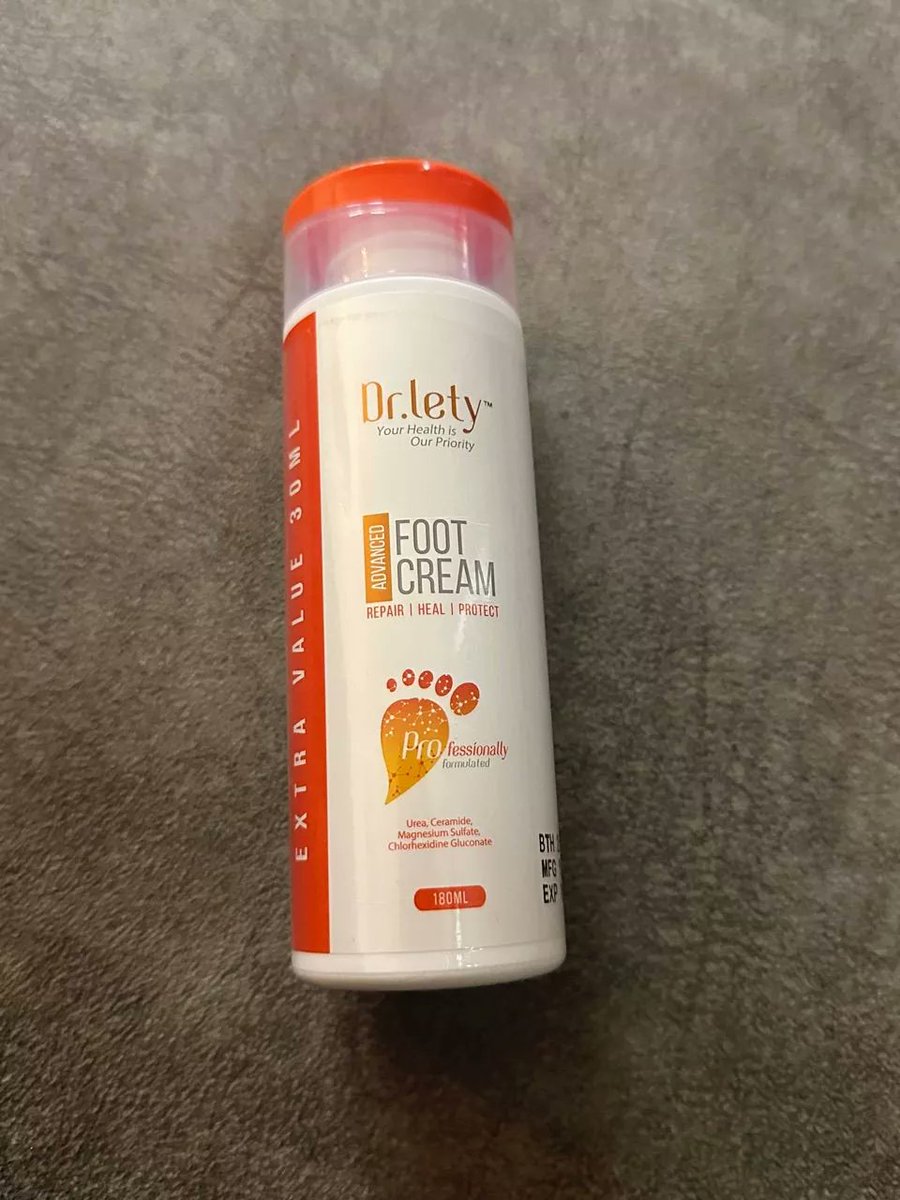 EXTRA VALUE 30ML
Dr.lety™
Your Health is
Our Priority
ADVANCED
FOOT
CREAM
REPAIR | HEAL | PROTECT
Professionally
formulated
Urea, Ceramide,
Magnesium Sulfate,
Chlorhexidine Gluconate
180ML
BTH
MFG
EXP